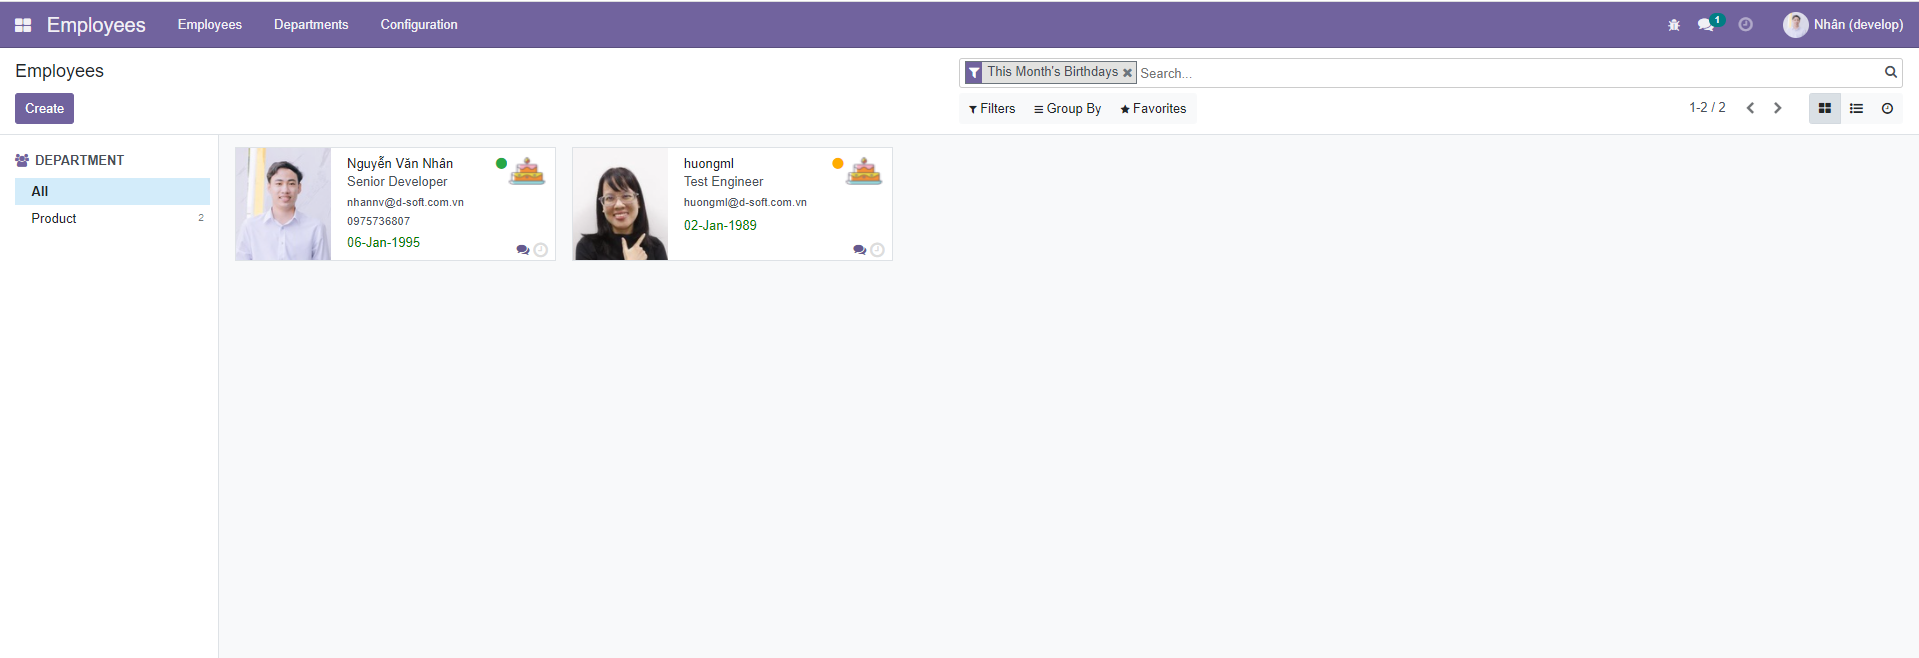 Employees Employees Departments Configuration 1 Nhân (develop)
Employees
This Month's Birthdays Search...
Create
Filters Group By Favorites 1-2 / 2
DEPARTMENT
All
Product 2
Nguyễn Văn Nhân
Senior Developer
nhannv@d-soft.com.vn
0975736807
06-Jan-1995
huongml
Test Engineer
huongml@d-soft.com.vn
02-Jan-1989